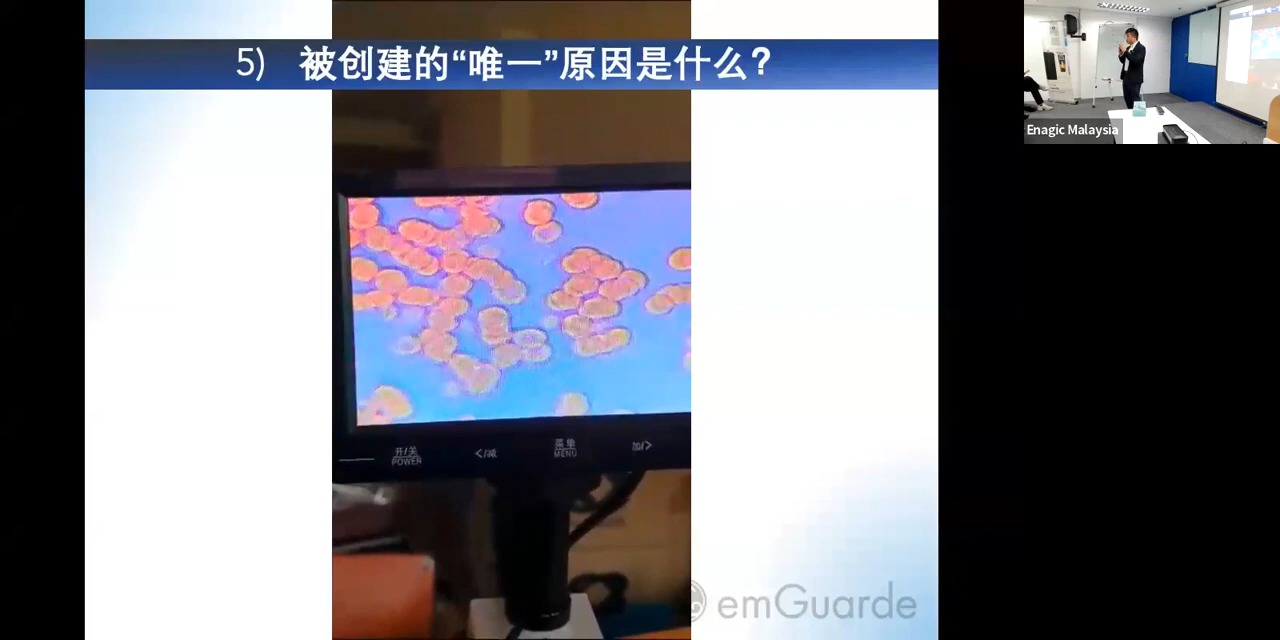 5) 被创建的“唯一”原因是什么？
Enagic Malaysia
开/关
POWER
</减
菜单
MENU
加/>
emGuarde